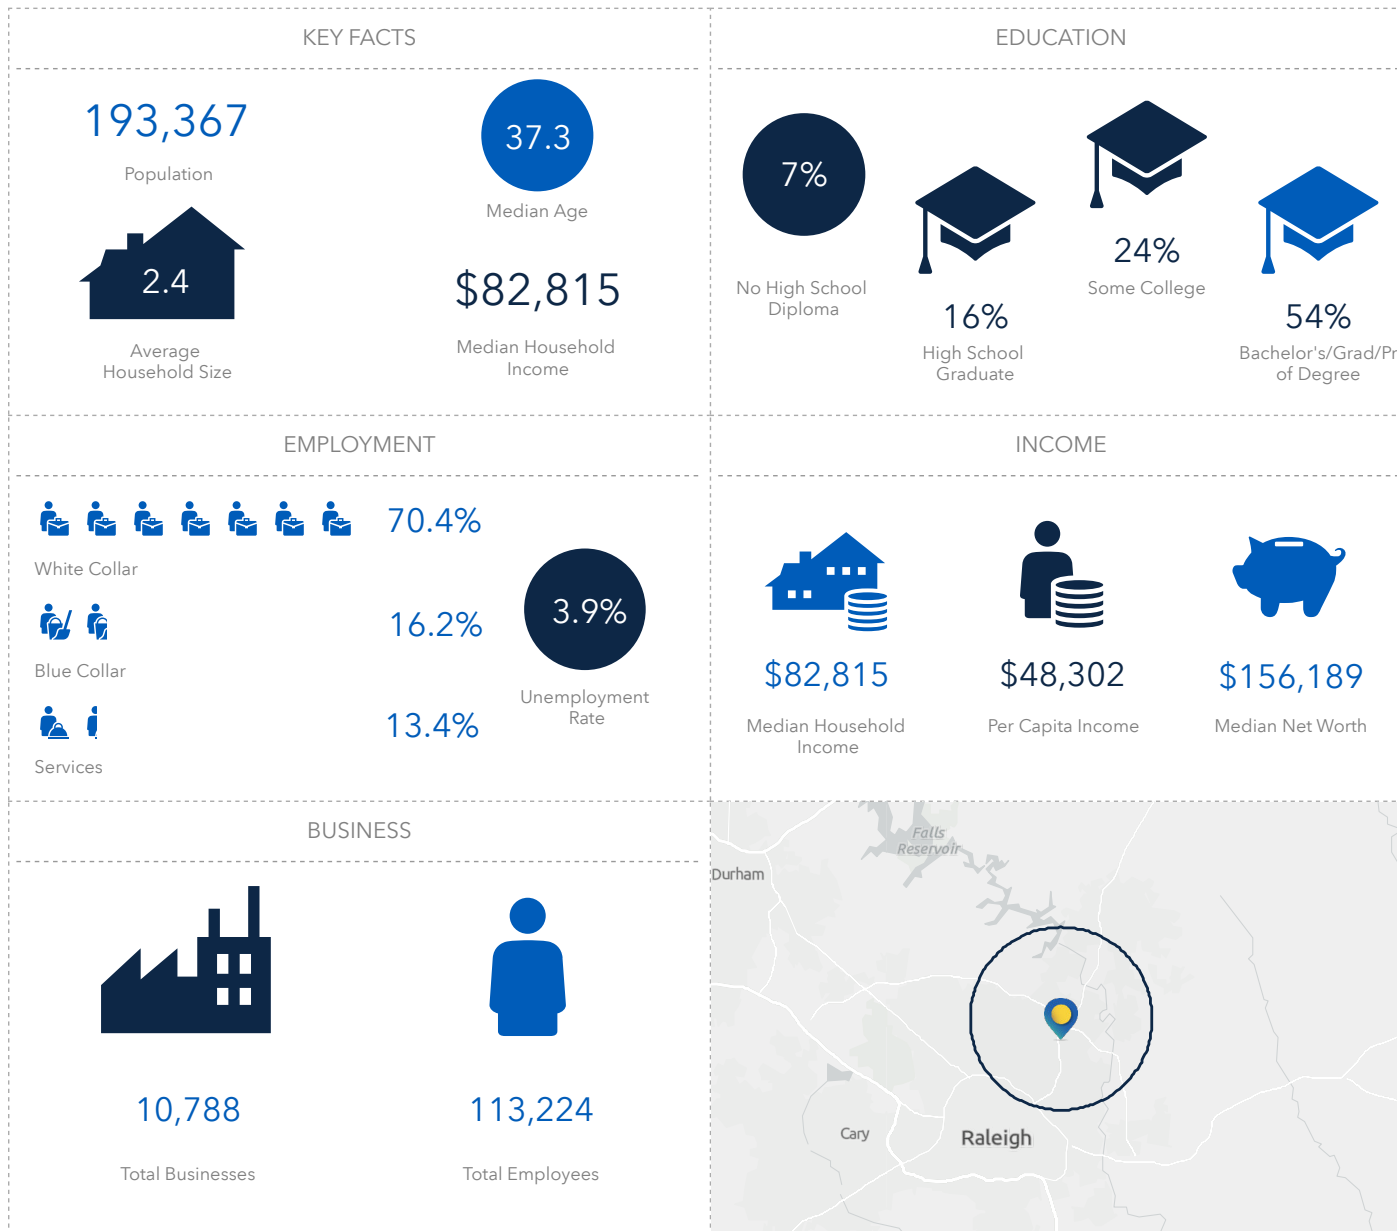 KEY FACTS
193,367
Population
37.3
Median Age
2.4
Average
Household Size
$82,815
Median Household
Income
EDUCATION
7%
No High School
Diploma
16%
High School
Graduate
24%
Some College
54%
Bachelor's/Grad/Pr
of Degree
EMPLOYMENT
70.4%
White Collar
16.2%
Blue Collar
13.4%
Services
3.9%
Unemployment
Rate
INCOME
$82,815
Median Household
Income
$48,302
Per Capita Income
$156,189
Median Net Worth
BUSINESS
10,788
Total Businesses
113,224
Total Employees
Falls
Reservoir
Durham
Cary
Raleigh